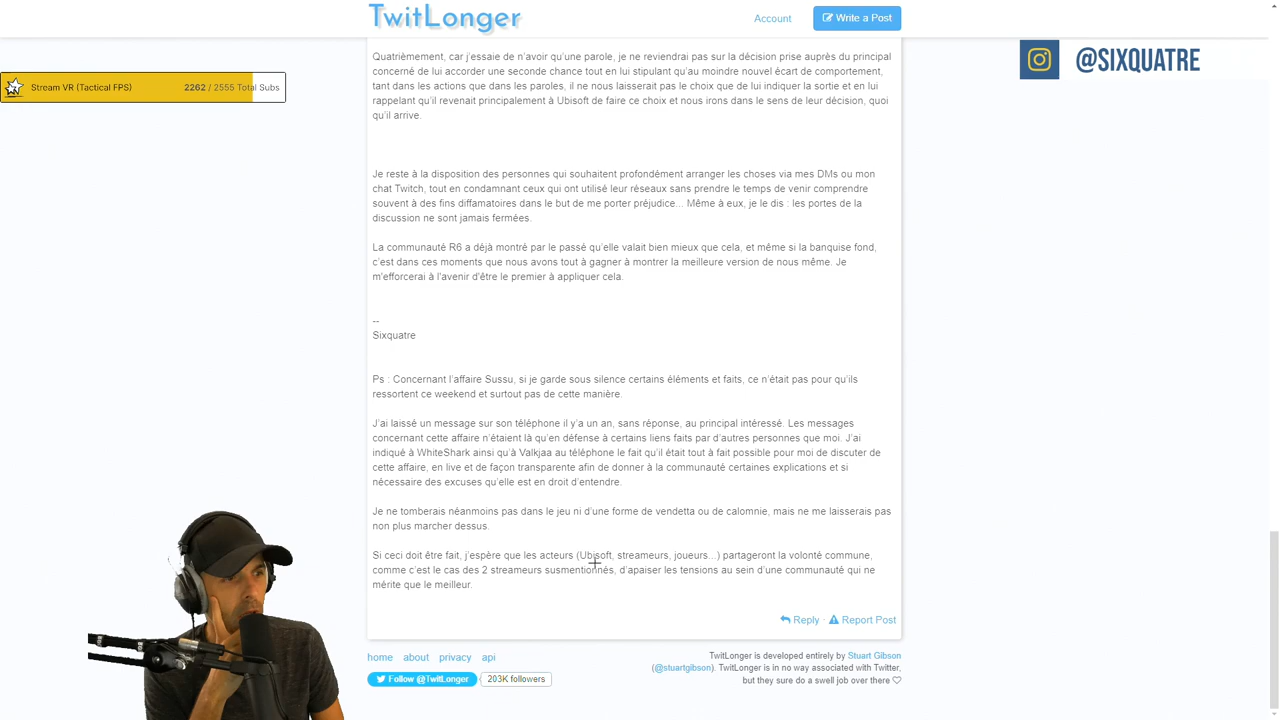 TwitLonger
Account
Write a Post
@SIXQUATRE
Stream VR (Tactical FPS)
2262 / 2555 Total Subs
Quatrièmement, car j'essaie de n'avoir qu'une parole, je ne reviendrai pas sur la décision prise auprès du principal
concerné de lui accorder une seconde chance tout en lui stipulant qu'au moindre nouvel écart de comportement,
tant dans les actions que dans les paroles, il ne nous laisserait pas le choix que de lui indiquer la sortie et en lui
rappelant qu'il revenait principalement à Ubisoft de faire ce choix et nous irons dans le sens de leur décision, quoi
qu'il arrive.
Je reste à la disposition des personnes qui souhaitent profondément arranger les choses via mes DMs ou mon
chat Twitch, tout en condamnant ceux qui ont utilisé leur réseaux sans prendre le temps de venir comprendre
souvent à des fins diffamatoires dans le but de me porter préjudice... Même à eux, je le dis : les portes de la
discussion ne sont jamais fermées.
La communauté R6 a déjà montré par le passé qu'elle valait bien mieux que cela, et même si la banquise fond,
c'est dans ces moments que nous avons tout à gagner à montrer la meilleure version de nous même. Je
m'efforcerai à l'avenir d'être le premier à appliquer cela.
--
Sixquatre
Ps : Concernant l'affaire Sussu, si je garde sous silence certains éléments et faits, ce n'était pas pour qu'ils
ressortent ce weekend et surtout pas de cette manière.
J'ai laissé un message sur son téléphone il y'a un an, sans réponse, au principal intéressé. Les messages
concernant cette affaire n'étaient là qu'en défense à certains liens faits par d'autres personnes que moi. J'ai
indiqué à WhiteShark ainsi qu'à Valkjaa au téléphone le fait qu'il était tout à fait possible pour moi de discuter de
cette affaire, en live et de façon transparente afin de donner à la communauté certaines explications et si
nécessaire des excuses qu'elle est en droit d'entendre.
Je ne tomberais néanmoins pas dans le jeu ni d'une forme de vendetta ou de calomnie, mais ne me laisserais pas
non plus marcher dessus.
Si ceci doit être fait, j'espère que les acteurs (Ubisoft, streameurs, joueurs...) partageront la volonté commune,
comme c'est le cas des 2 streameurs susmentionnés, d'apaiser les tensions au sein d'une communauté qui ne
mérite que le meilleur.
Reply · Report Post
home about privacy api
Follow @TwitLonger 203K followers
TwitLonger is developed entirely by Stuart Gibson
(@stuartgibson). TwitLonger is in no way associated with Twitter,
but they sure do a swell job over there